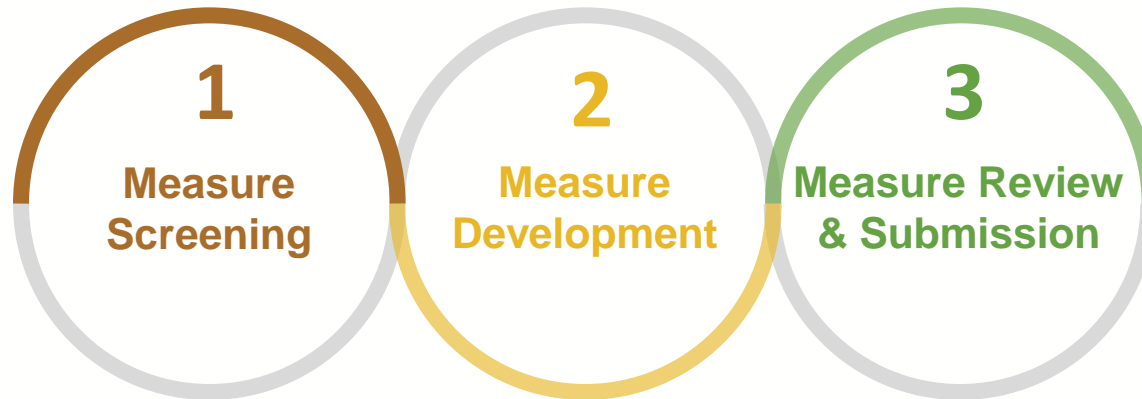 1
Measure
Screening
2
Measure
Development
3
Measure Review
& Submission